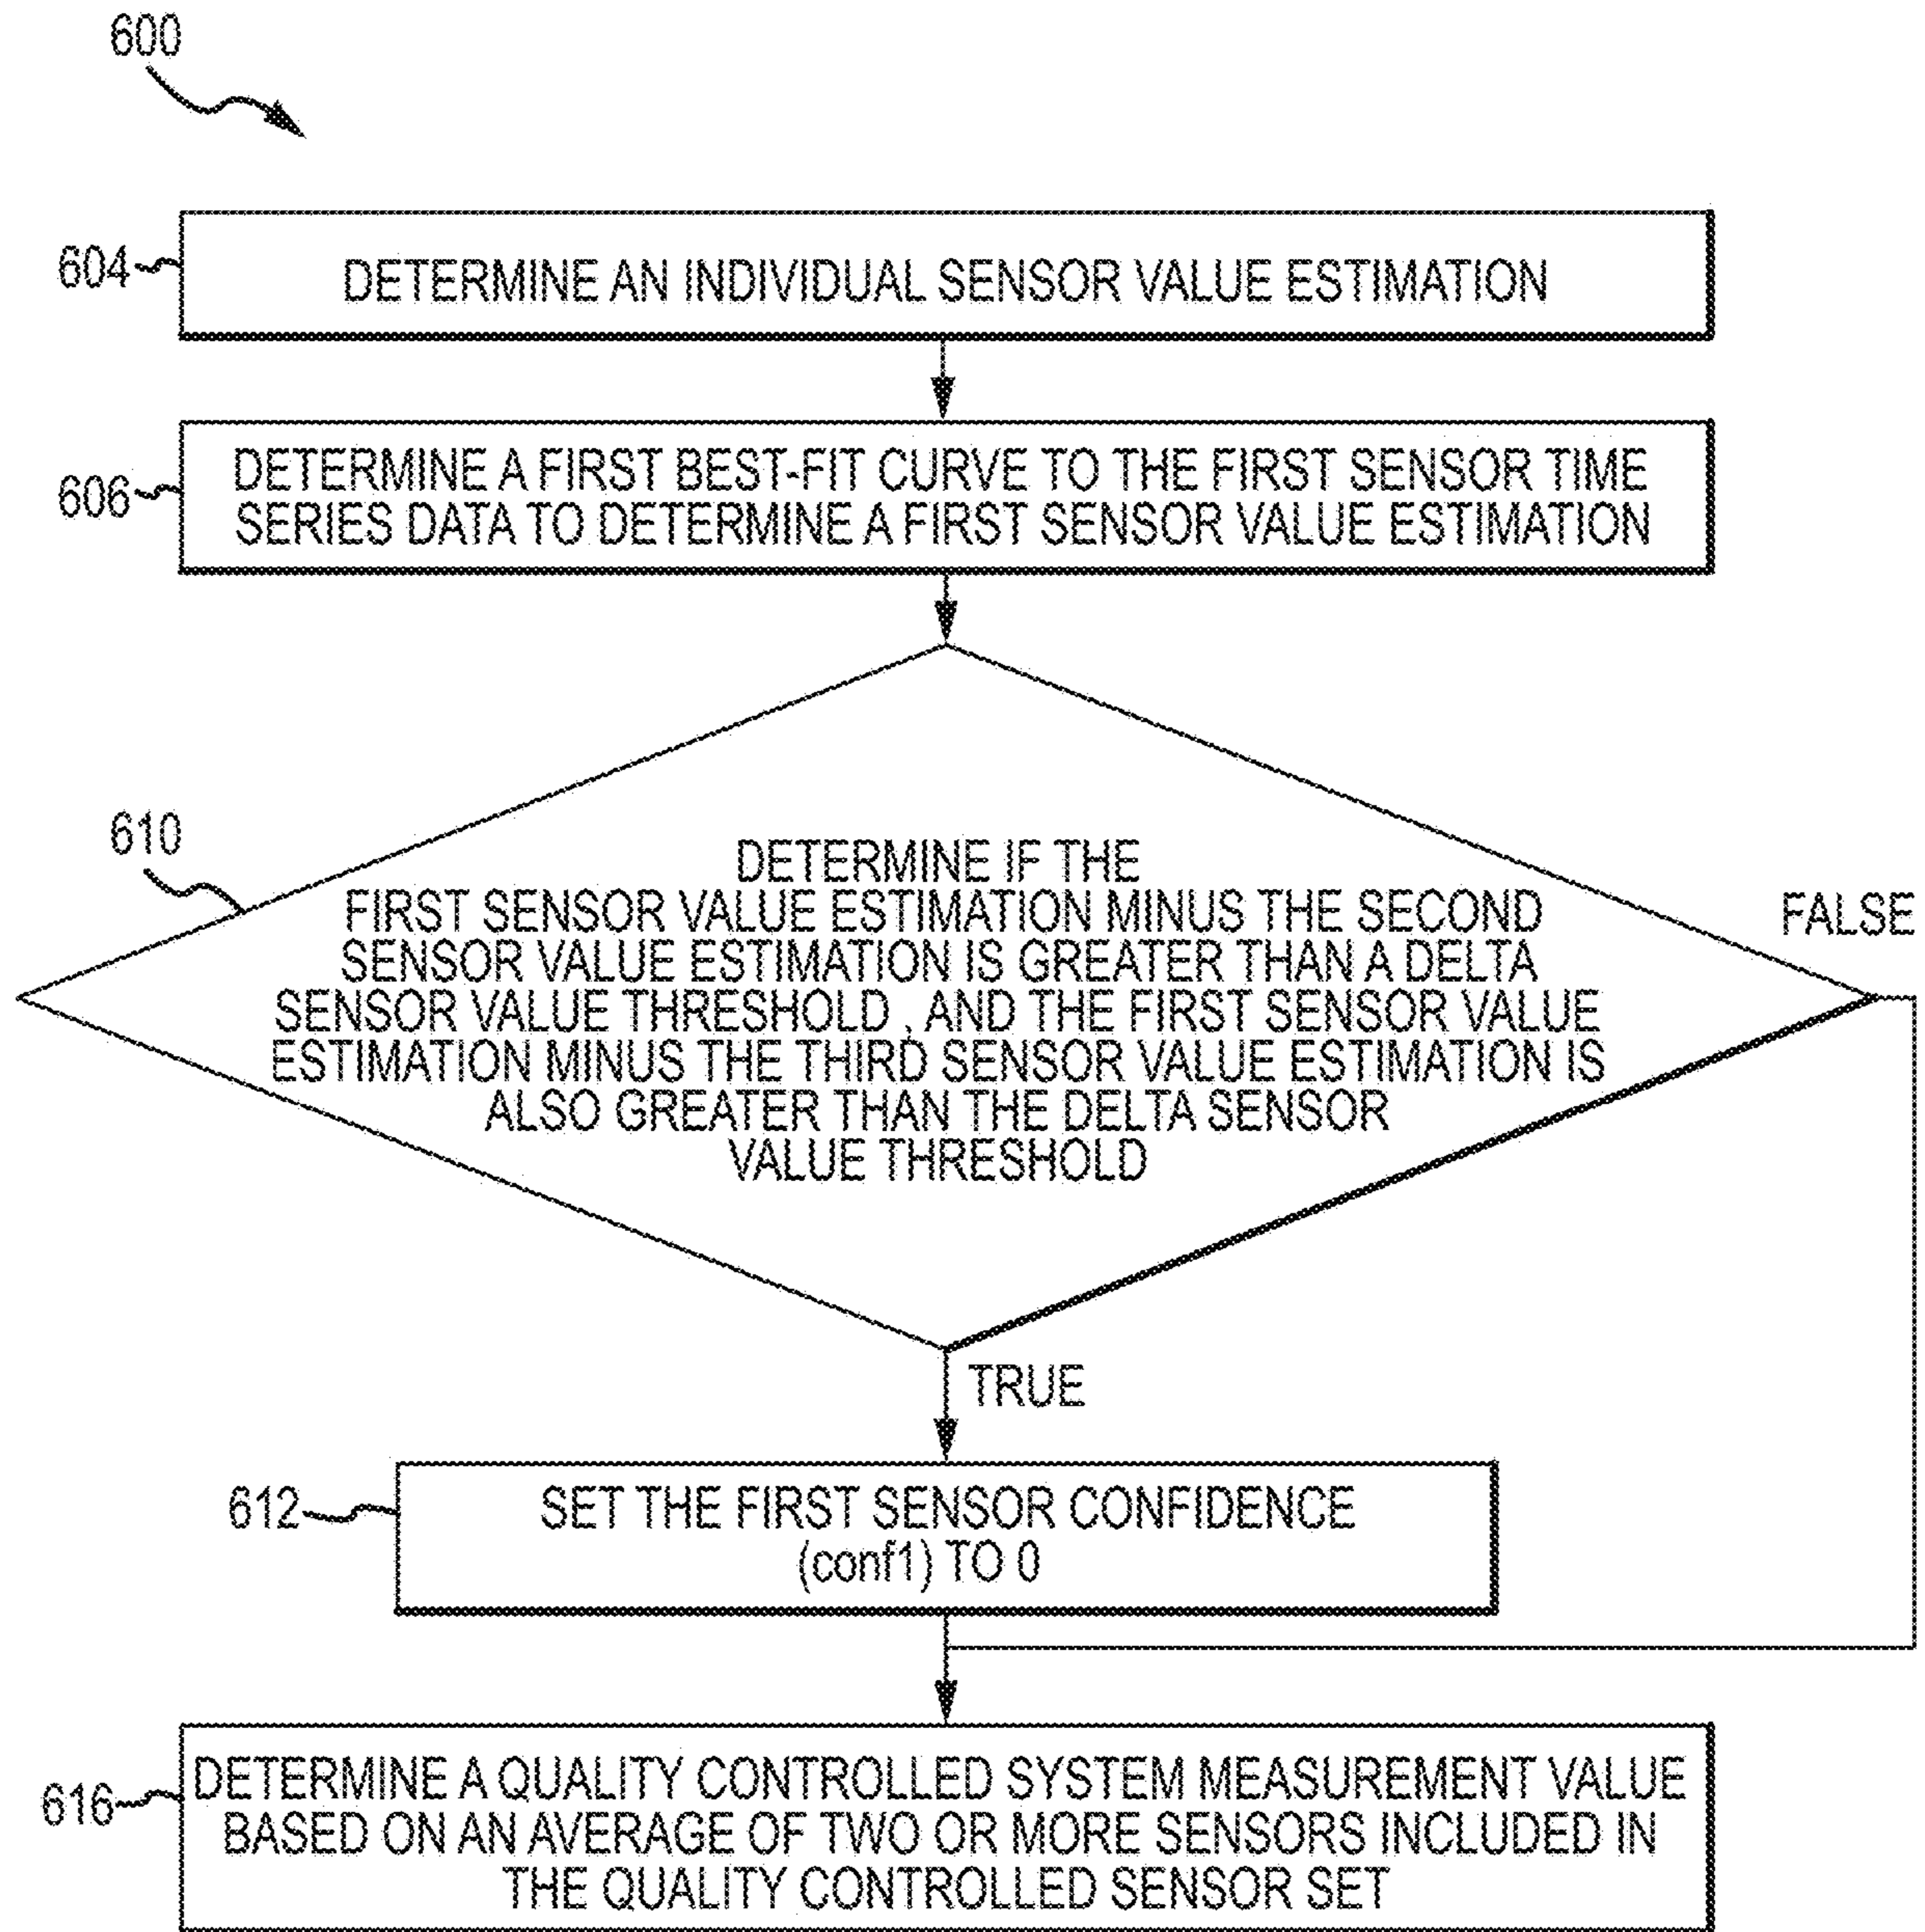 600
604
DETERMINE AN INDIVIDUAL SENSOR VALUE ESTIMATION
606
DETERMINE A FIRST BEST-FIT CURVE TO THE FIRST SENSOR TIME
SERIES DATA TO DETERMINE A FIRST SENSOR VALUE ESTIMATION
610
DETERMINE IF THE
FIRST SENSOR VALUE ESTIMATION MINUS THE SECOND
SENSOR VALUE ESTIMATION IS GREATER THAN A DELTA
SENSOR VALUE THRESHOLD , AND THE FIRST SENSOR VALUE
ESTIMATION MINUS THE THIRD SENSOR VALUE ESTIMATION IS
ALSO GREATER THAN THE DELTA SENSOR
VALUE THRESHOLD
FALSE
TRUE
612
SET THE FIRST SENSOR CONFIDENCE
(conf1) TO 0
616
DETERMINE A QUALITY CONTROLLED SYSTEM MEASUREMENT VALUE
BASED ON AN AVERAGE OF TWO OR MORE SENSORS INCLUDED IN
THE QUALITY CONTROLLED SENSOR SET